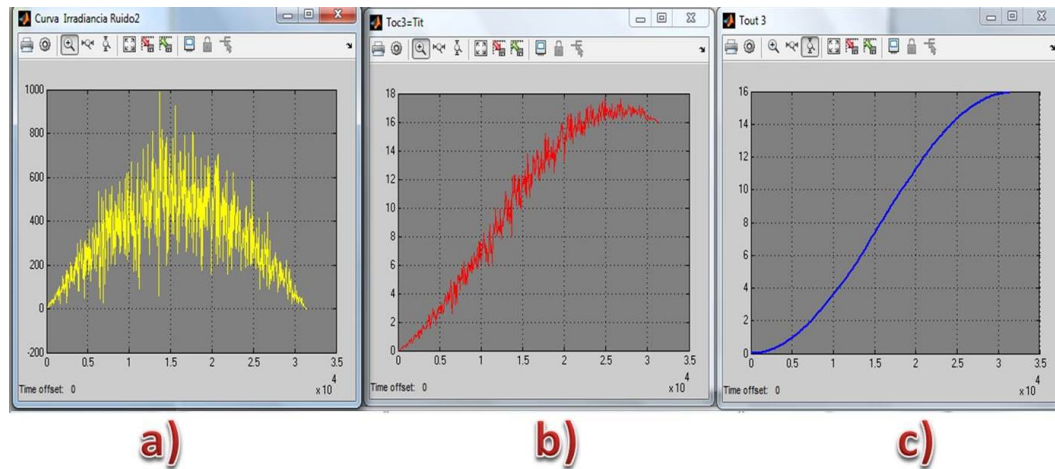 Curva Irradiancia Ruido2
1000
800
600
400
200
0
-200
0 0.5 1 1.5 2 2.5 3 3.5
x 10 4
Time offset: 0
Toc3=Tit
18
16
14
12
10
8
6
4
2
0
0 0.5 1 1.5 2 2.5 3 3.5
x 10 4
Time offset: 0
Tout 3
16
14
12
10
8
6
4
2
0
0 0.5 1 1.5 2 2.5 3 3.5
x 10 4
Time offset: 0
a) b) c)